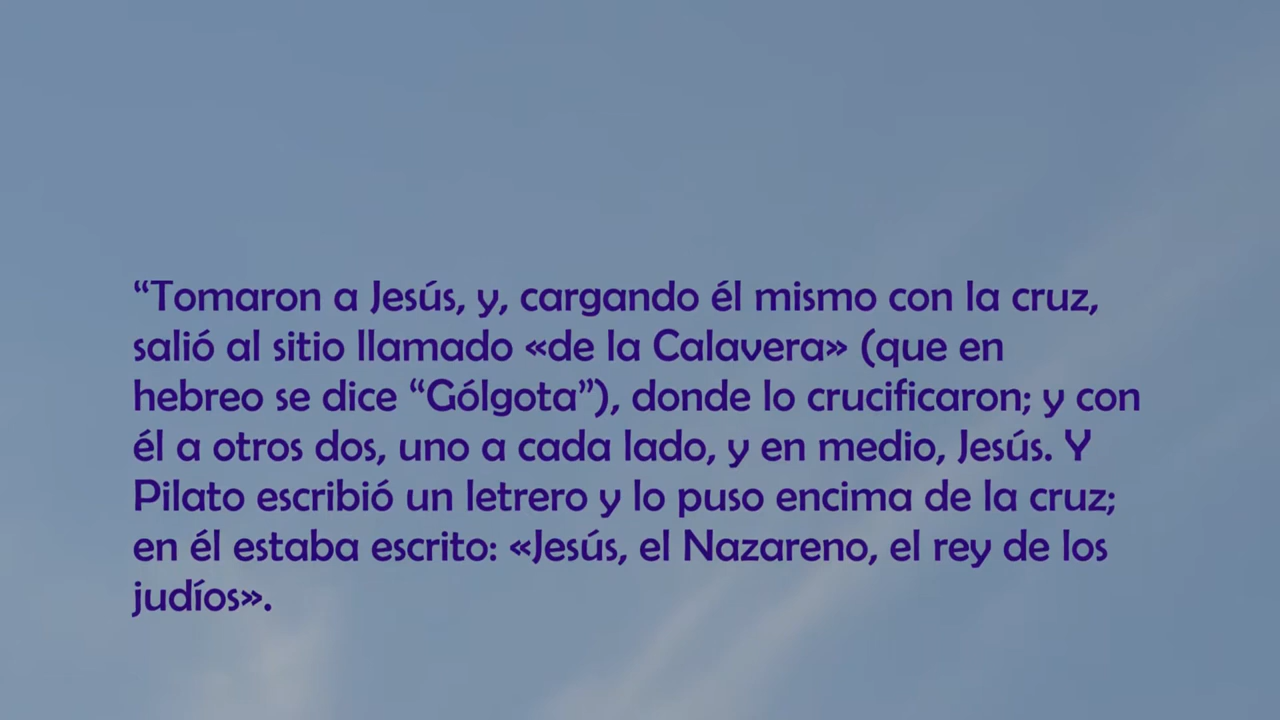 “Tomaron a Jesús, y, cargando él mismo con la cruz,
salió al sitio llamado «de la Calavera» (que en
hebreo se dice “Gólgota”), donde lo crucificaron; y con
él a otros dos, uno a cada lado, y en medio, Jesús. Y
Pilato escribió un letrero y lo puso encima de la cruz;
en él estaba escrito: «Jesús, el Nazareno, el rey de los
judíos».